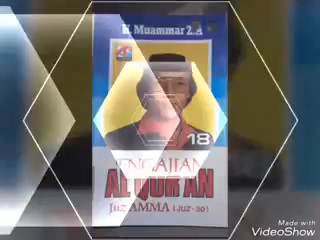 H. Muammar Z.A
18
PENGAJIAN
AL QUR'AN
Juz AMMA (JUZ-30)
Made with
VideoShow